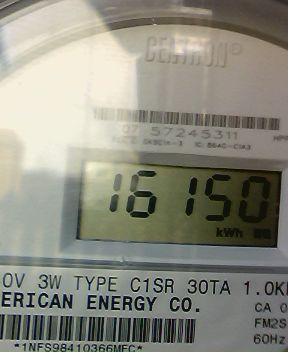 CENTRON®
07 57245311
16150
kWh
0V 3W TYPE C1SR 30TA 1.0K
ERICAN ENERGY CO.
CA 0
FM2S
60Hz
*1NFS98410366MFC*